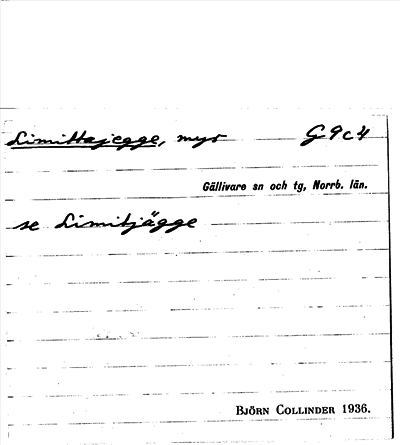 Limittajegge, myr G9c4
Gällivare sn och tg, Norrb. län.
se Limitjägge
BJÖRN COLLINDER 1936.